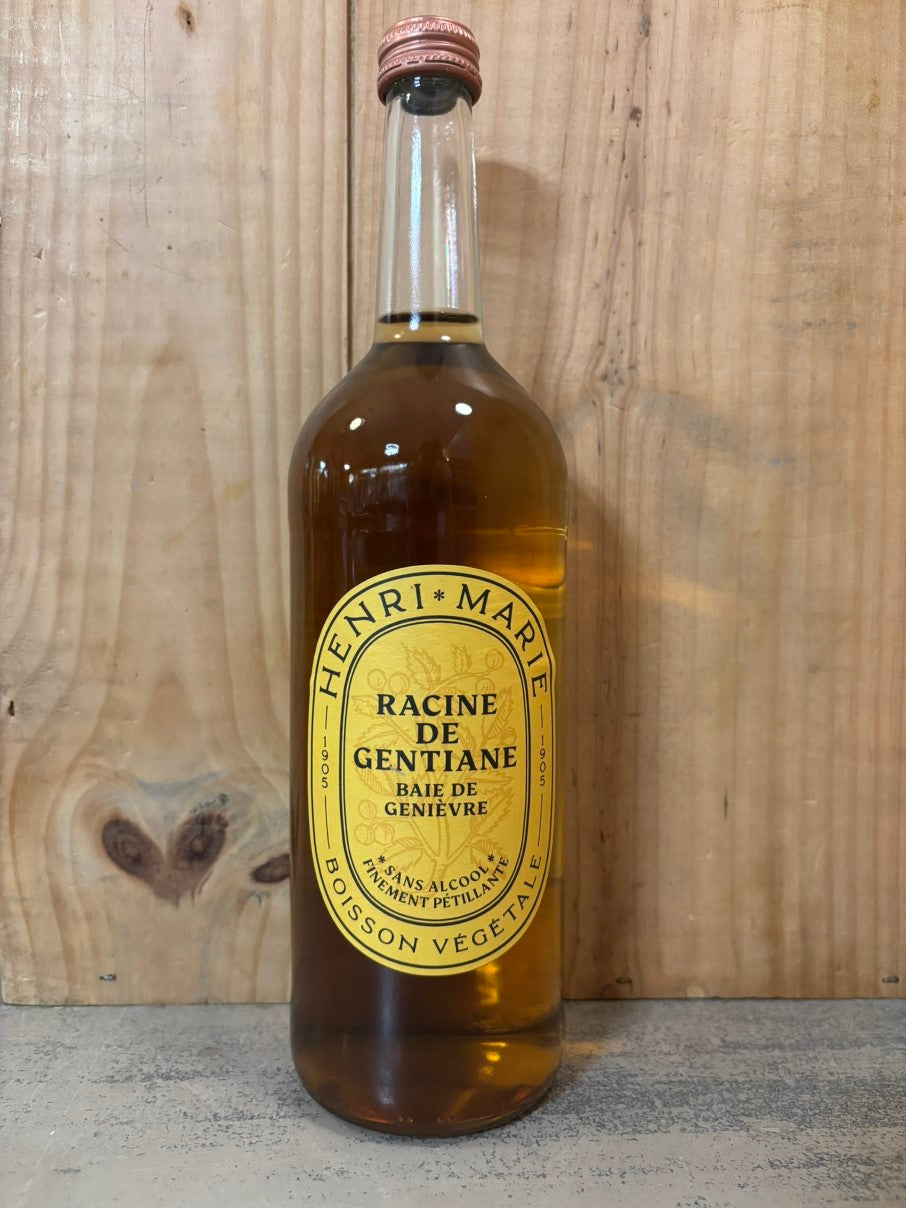 HENRI * MARIE
RACINE
DE
GENTIANE
BAIE DE
GENIÈVRE
1905
1905
* SANS ALCOOL *
FINEMENT PÉTILLANTE
BOISSON VÉGÉTALE